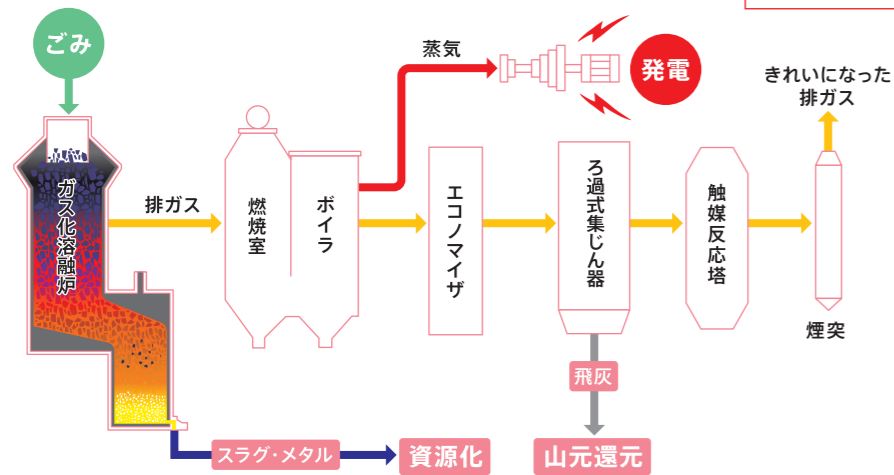 ごみ
蒸気
発電
きれいになった
排ガス
ガス化溶融炉
排ガス
燃焼室
ボイラ
エコノマイザ
ろ過式集じん器
触媒反応塔
煙突
飛灰
スラグ・メタル
資源化
山元還元